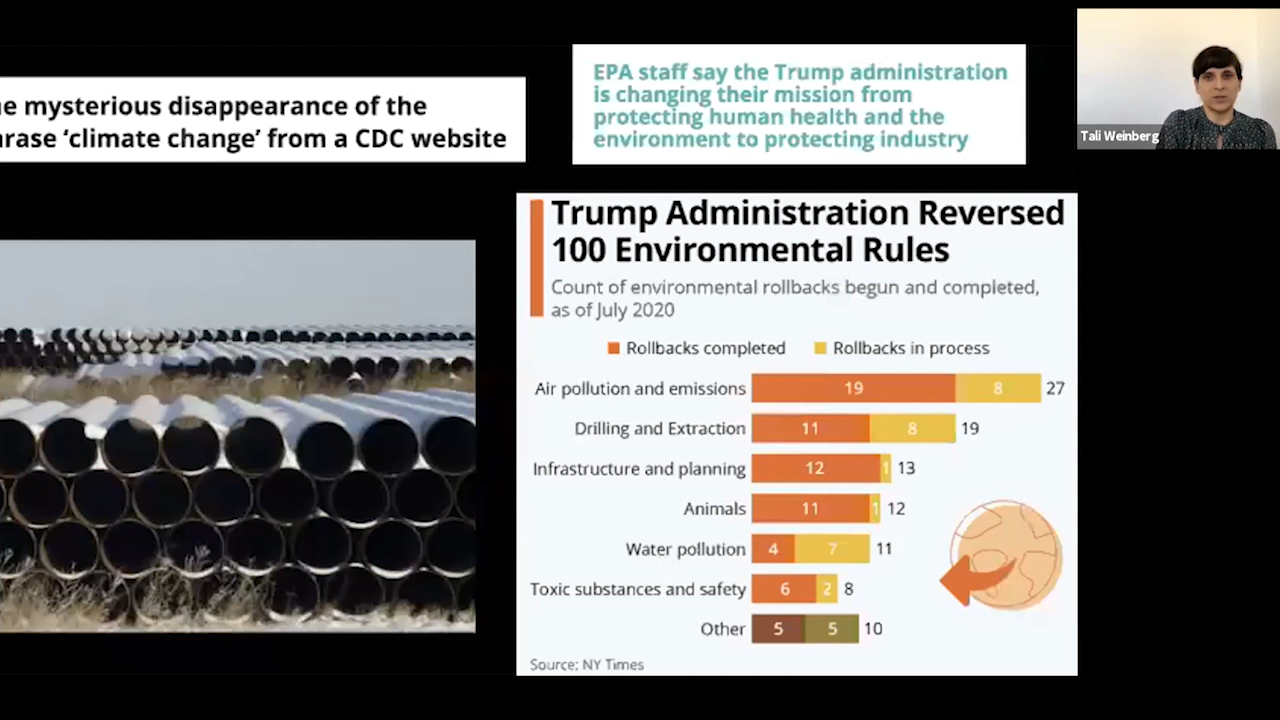 e mysterious disappearance of the
rase ‘climate change’ from a CDC website
EPA staff say the Trump administration
is changing their mission from
protecting human health and the
environment to protecting industry
Tali Weinberg
Trump Administration Reversed
100 Environmental Rules
Count of environmental rollbacks begun and completed,
as of July 2020
Rollbacks completed Rollbacks in process
Air pollution and emissions 19 8 27
Drilling and Extraction 11 8 19
Infrastructure and planning 12 1 13
Animals 11 1 12
Water pollution 4 7 11
Toxic substances and safety 6 2 8
Other 5 5 10
Source: NY Times